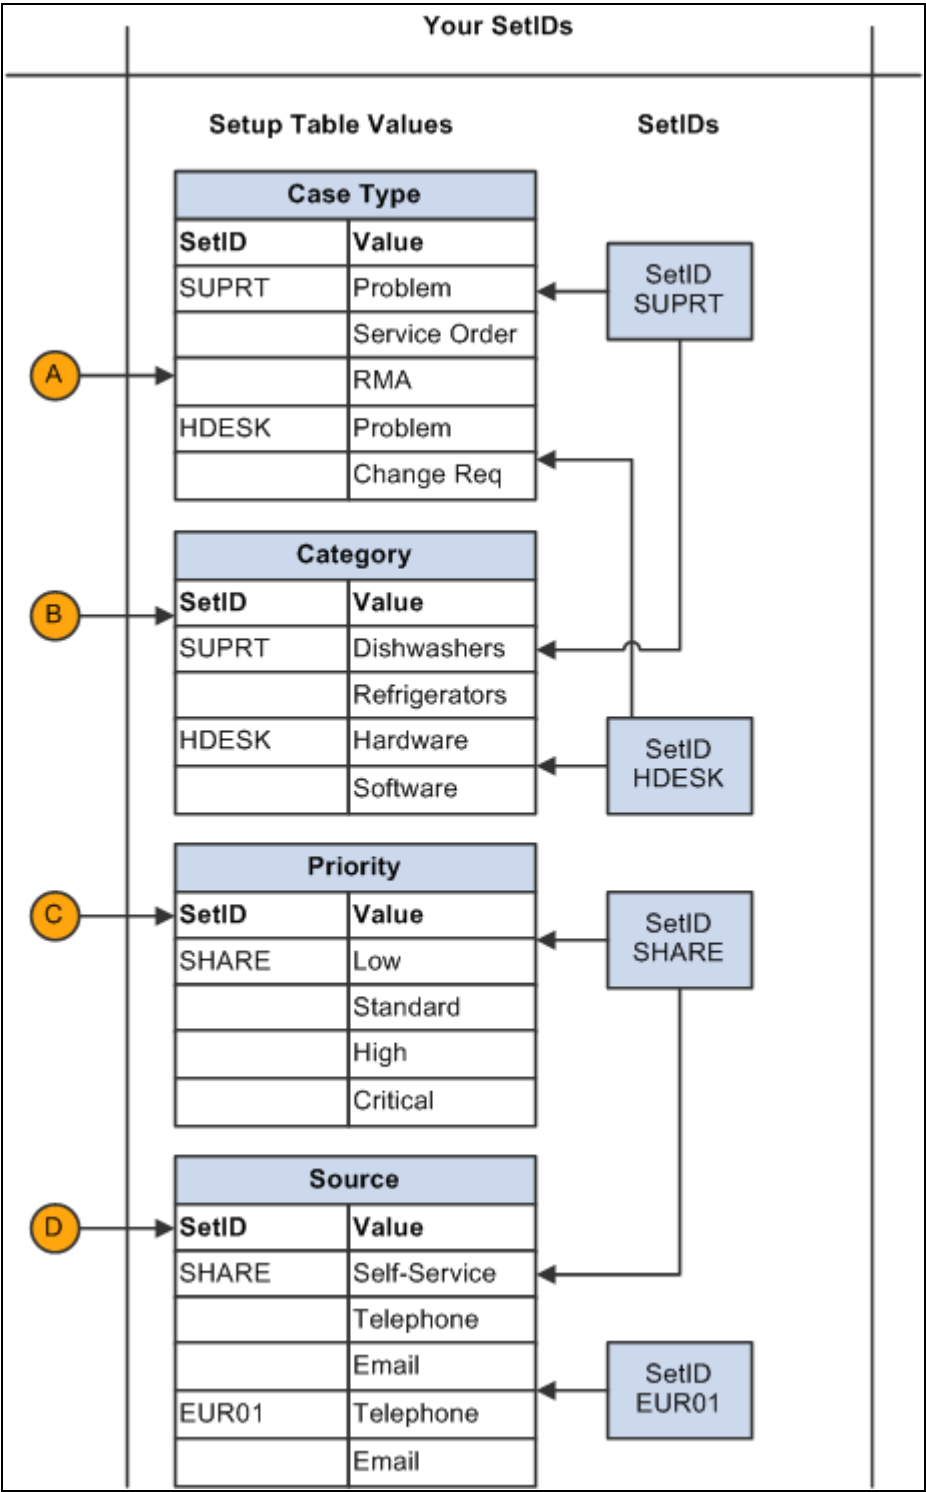 Your SetIDs
Setup Table Values SetIDs
Case Type
SetID Value
SUPRT Problem
Service Order
RMA
HDESK Problem
Change Req
SetID
SUPRT
A
Category
SetID Value
SUPRT Dishwashers
Refrigerators
HDESK Hardware
Software
B
SetID
HDESK
Priority
SetID Value
SHARE Low
Standard
High
Critical
C
SetID
SHARE
Source
SetID Value
SHARE Self-Service
Telephone
Email
EUR01 Telephone
Email
D
SetID
EUR01